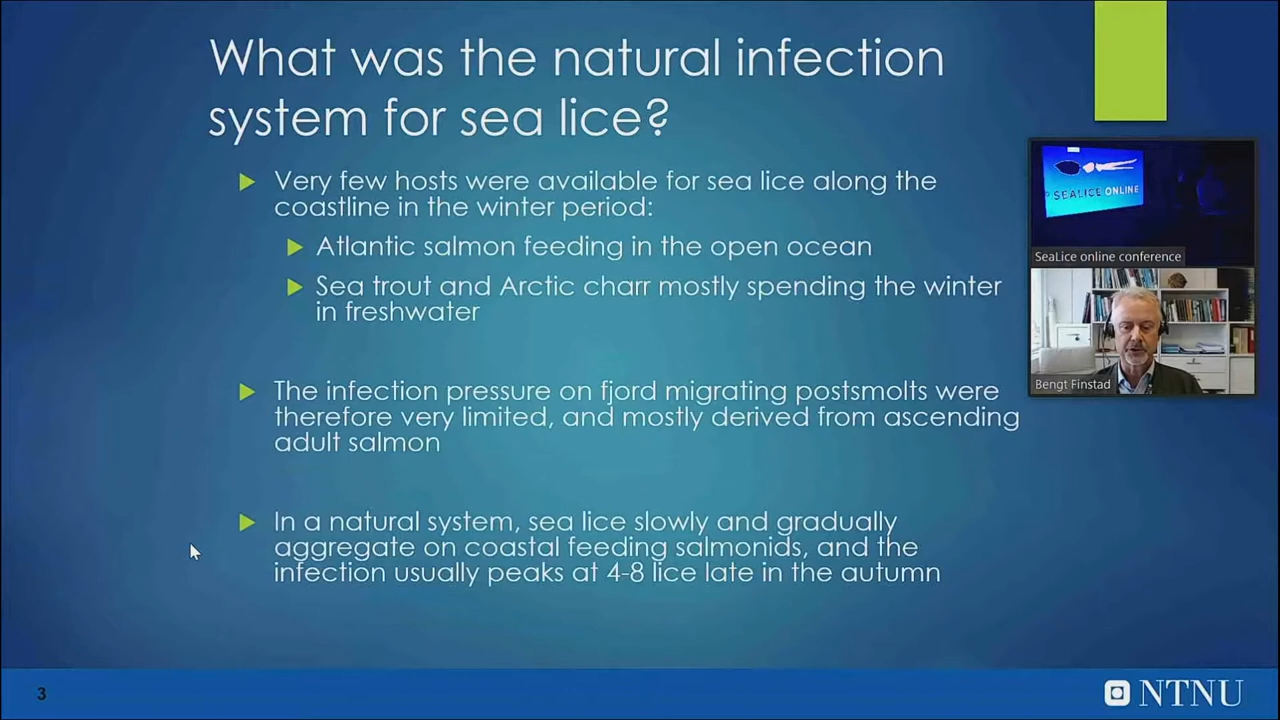 What was the natural infection
system for sea lice?
Very few hosts were available for sea lice along the
coastline in the winter period:
Atlantic salmon feeding in the open ocean
Sea trout and Arctic charr mostly spending the winter
in freshwater
The infection pressure on fjord migrating postsmolts were
therefore very limited, and mostly derived from ascending
adult salmon
In a natural system, sea lice slowly and gradually
aggregate on coastal feeding salmonids, and the
infection usually peaks at 4-8 lice late in the autumn
SEALICE ONLINE
SeaLice online conference
Bengt Finstad
3
NTNU